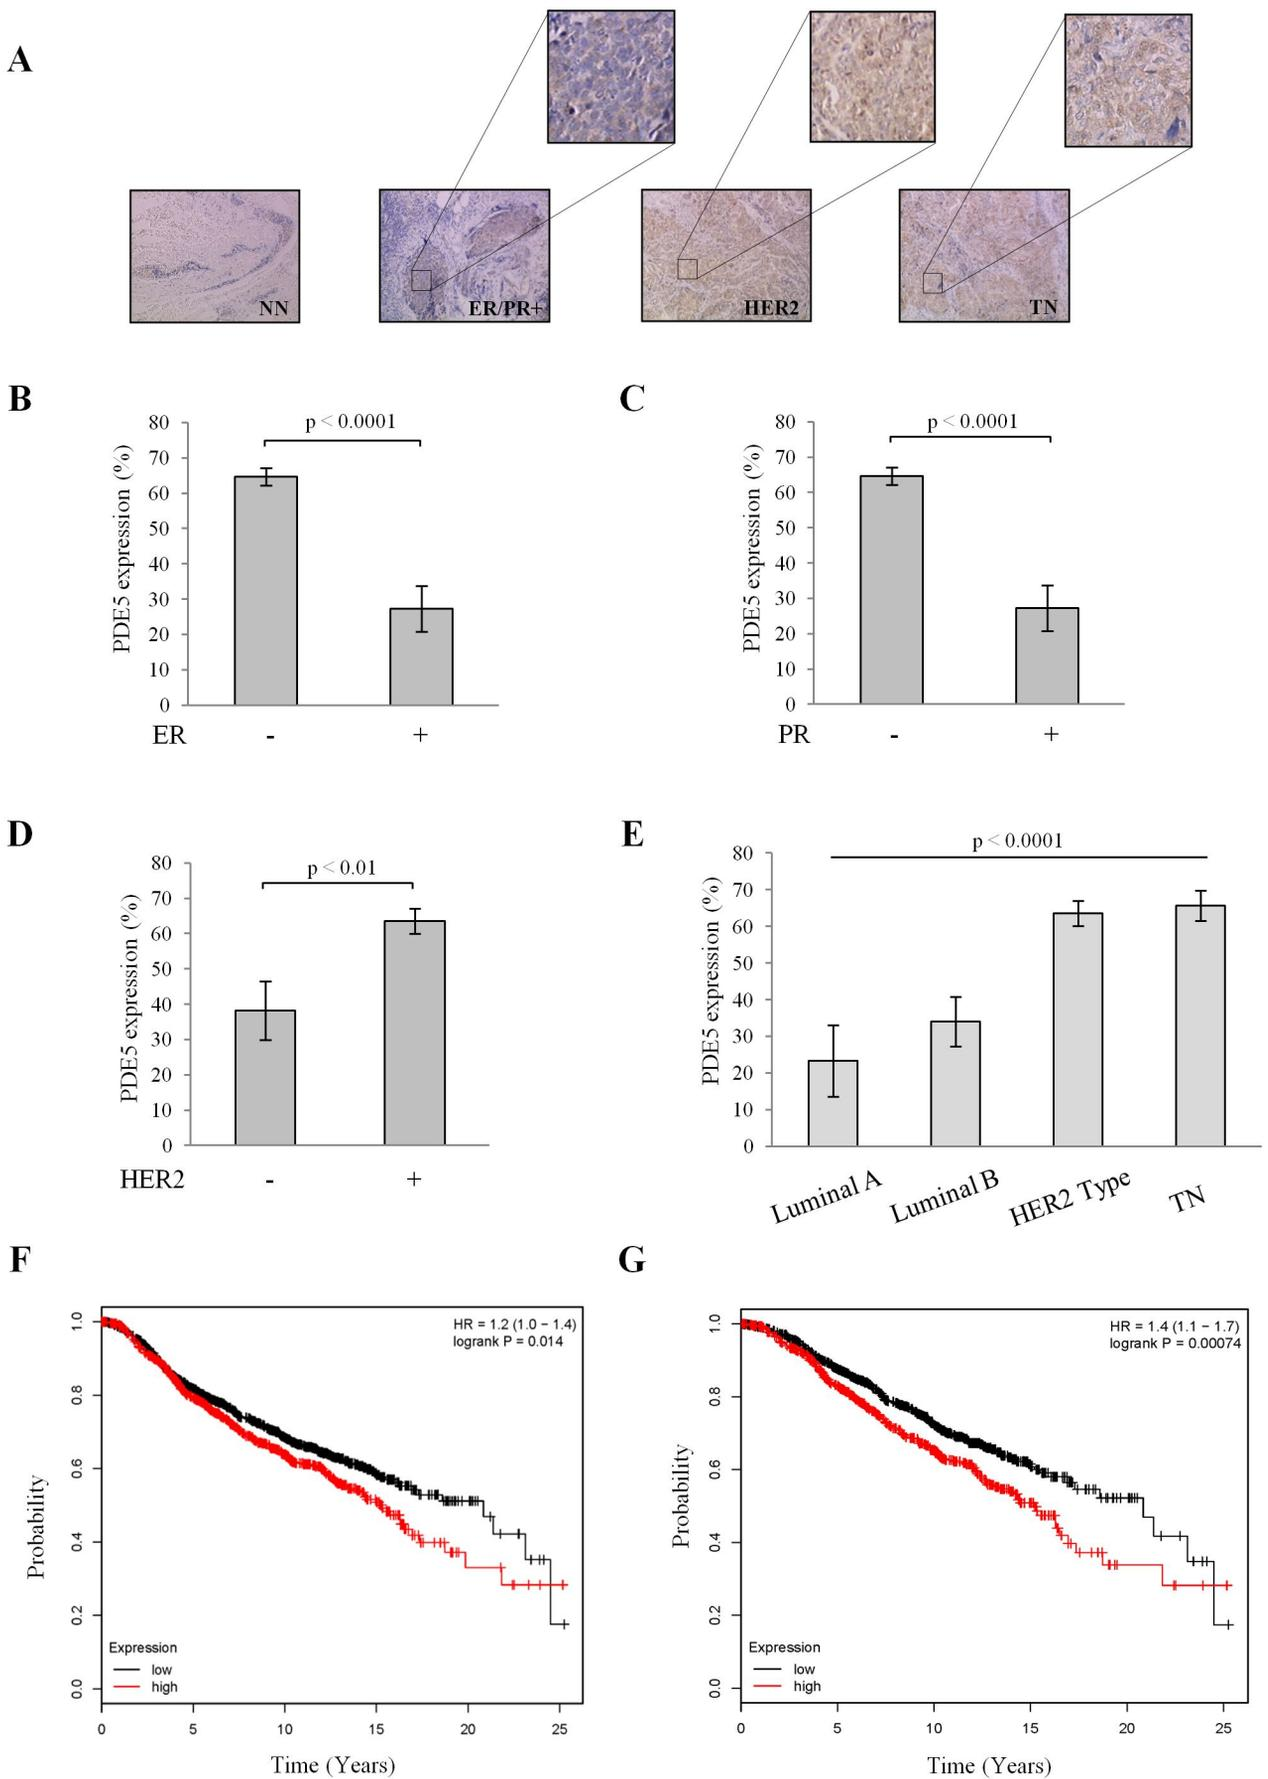 A
NN
ER/PR+
HER2
TN
B
p < 0.0001
PDE5 expression (%)
80
70
60
50
40
30
20
10
0
ER - +
C
p < 0.0001
PDE5 expression (%)
80
70
60
50
40
30
20
10
0
PR - +
D
p < 0.01
PDE5 expression (%)
80
70
60
50
40
30
20
10
0
HER2 - +
E
p < 0.0001
PDE5 expression (%)
80
70
60
50
40
30
20
10
0
Luminal A
Luminal B
HER2 Type
TN
F
HR = 1.2 (1.0 − 1.4)
logrank P = 0.014
Probability
1.0
0.8
0.6
0.4
0.2
0.0
Expression
low
high
0 5 10 15 20 25
Time (Years)
G
HR = 1.4 (1.1 − 1.7)
logrank P = 0.00074
Probability
1.0
0.8
0.6
0.4
0.2
0.0
Expression
low
high
0 5 10 15 20 25
Time (Years)